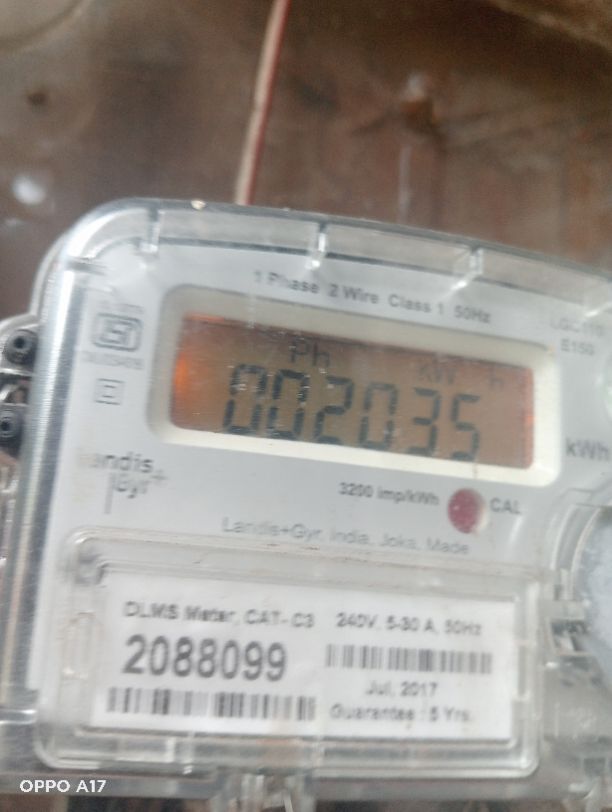 1 Phase 2 Wire Class 1 50Hz
E150
Ph kW h
002035
kWh
Landis
Gyr+
3200 imp/kWh CAL
Landis+Gyr, India, Joka, Made
DLMS Meter, CAT- C3
240V, 5-30 A, 50Hz
2088099
Jul, 2017
Guarantee : 5 Yrs.
OPPO A17